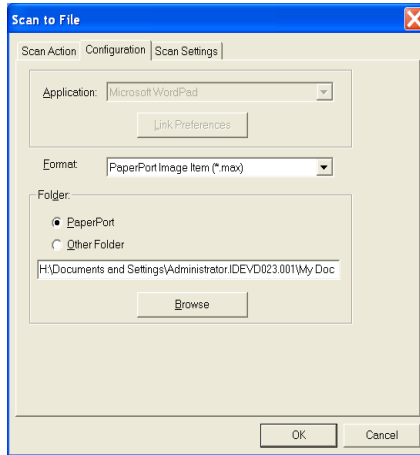 Scan to File
Scan Action Configuration Scan Settings
Application: Microsoft WordPad
Link Preferences
Format PaperPort Image Item (*.max)
Folder:
PaperPort
Other Folder
H:\Documents and Settings\Administrator.IDEVD023.001\My Doc
Browse
OK Cancel